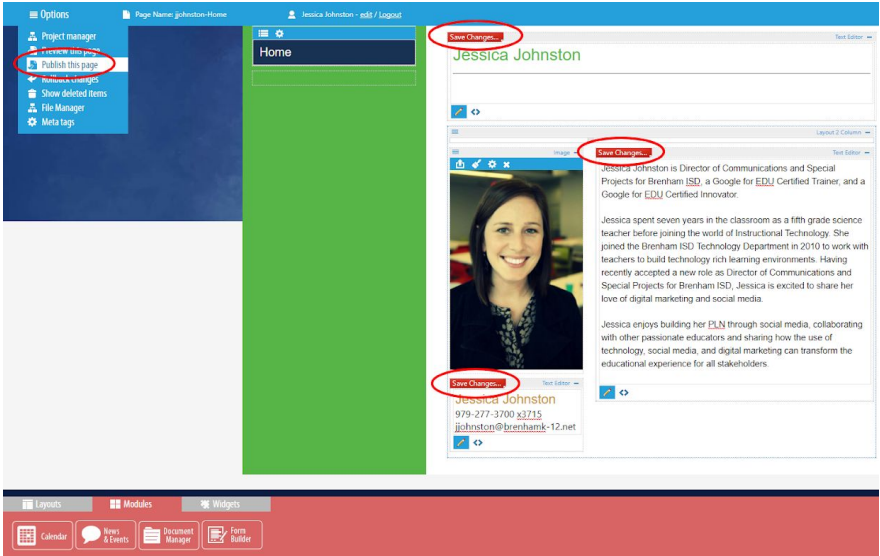 Options
Page Name: jjohnston-Home
Jessica Johnston - edit / Logout
Project manager
Preview this page
Publish this page
Rollback changes
Show deleted items
File Manager
Meta tags
Home
Save Changes...
Text Editor
Jessica Johnston
Layout 2 Column
Image
Save Changes...
Text Editor
Jessica Johnston is Director of Communications and Special
Projects for Brenham ISD, a Google for EDU Certified Trainer, and a
Google for EDU Certified Innovator.
Jessica spent seven years in the classroom as a fifth grade science
teacher before joining the world of Instructional Technology. She
joined the Brenham ISD Technology Department in 2010 to work with
teachers to build technology rich learning environments. Having
recently accepted a new role as Director of Communications and
Special Projects for Brenham ISD, Jessica is excited to share her
love of digital marketing and social media.
Jessica enjoys building her PLN through social media, collaborating
with other passionate educators and sharing how the use of
technology, social media, and digital marketing can transform the
educational experience for all stakeholders.
Save Changes...
Text Editor
Jessica Johnston
979-277-3700 x3715
jjohnston@brenhamk-12.net
Layouts
Modules
Widgets
Calendar
News
& Events
Document
Manager
Form
Builder